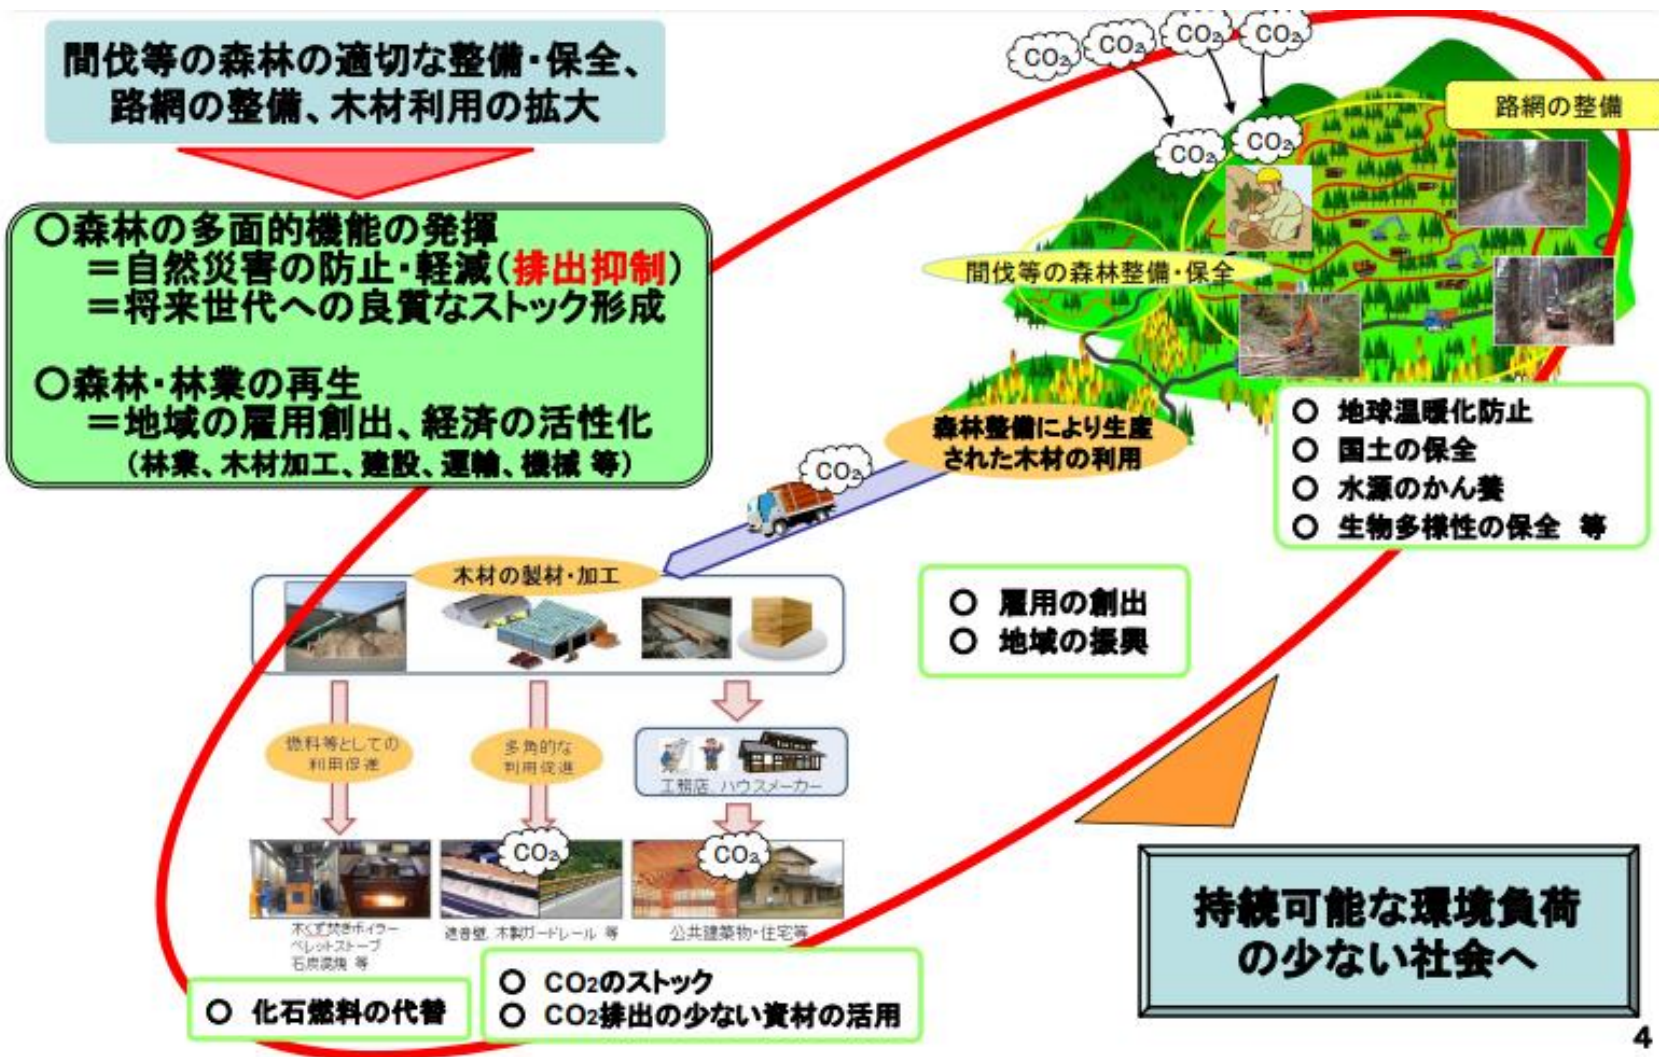 間伐等の森林の適切な整備・保全、
路網の整備、木材利用の拡大
○森林の多面的機能の発揮
＝自然災害の防止・軽減（排出抑制）
＝将来世代への良質なストック形成
○森林・林業の再生
＝地域の雇用創出、経済の活性化
（林業、木材加工、建設、運輸、機械 等）
CO₂
CO₂
CO₂
CO₂
CO₂
CO₂
路網の整備
間伐等の森林整備・保全
森林整備により生産
された木材の利用
CO₂
○ 地球温暖化防止
○ 国土の保全
○ 水源のかん養
○ 生物多様性の保全 等
木材の製材・加工
○ 雇用の創出
○ 地域の振興
燃料等としての
利用促進
多角的な
利用促進
工務店、ハウスメーカー
CO₂
CO₂
木くず焚きボイラー
ペレットストーブ
石炭混焼 等
遮音壁、木製ガードレール 等
公共建築物・住宅等
○ 化石燃料の代替
○ CO₂のストック
○ CO₂排出の少ない資材の活用
持続可能な環境負荷
の少ない社会へ
4